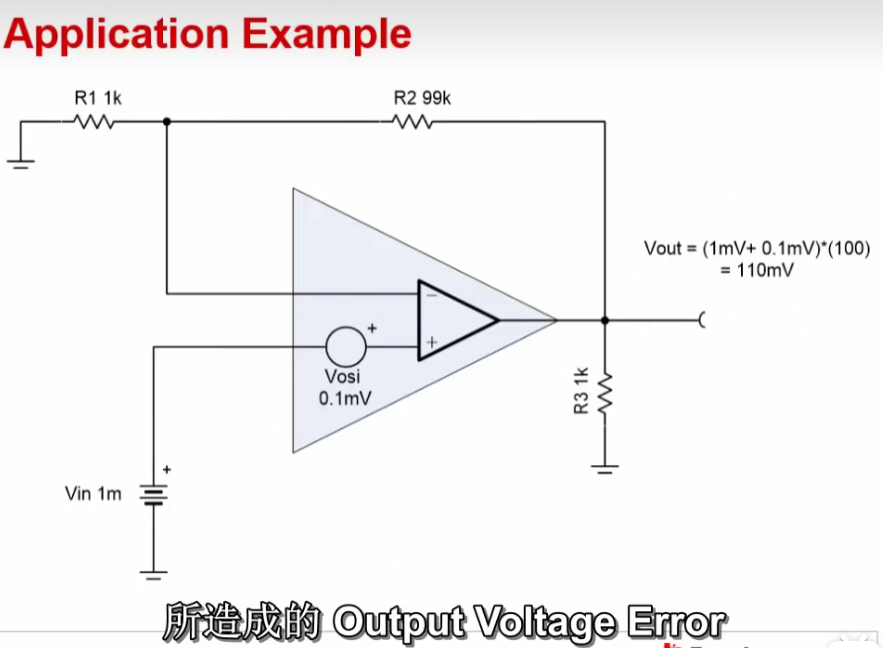 Application Example
R1 1k
R2 99k
Vout = (1mV+ 0.1mV)*(100)
= 110mV
−
+
+
Vosi
0.1mV
R3 1k
+
Vin 1m
所造成的 Output Voltage Error